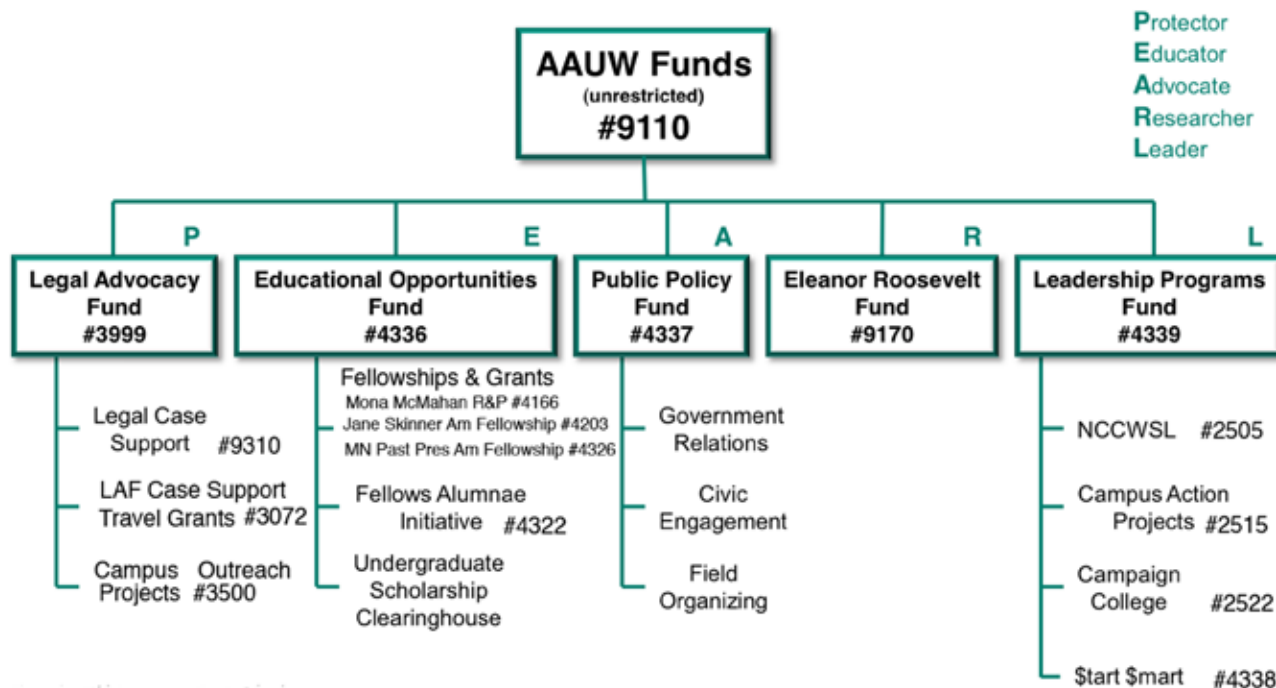 AAUW Funds
(unrestricted)
#9110
Protector
Educator
Advocate
Researcher
Leader
P
E
A
R
L
Legal Advocacy
Fund
#3999
Educational Opportunities
Fund
#4336
Public Policy
Fund
#4337
Eleanor Roosevelt
Fund
#9170
Leadership Programs
Fund
#4339
Legal Case
Support #9310
LAF Case Support
Travel Grants #3072
Campus Outreach
Projects #3500
Fellowships & Grants
Mona McMahan R&P #4166
Jane Skinner Am Fellowship #4203
MN Past Pres Am Fellowship #4326
Fellows Alumnae
Initiative #4322
Undergraduate
Scholarship
Clearinghouse
Government
Relations
Civic
Engagement
Field
Organizing
NCCWSL #2505
Campus Action
Projects #2515
Campaign
College #2522
$tart $mart #4338